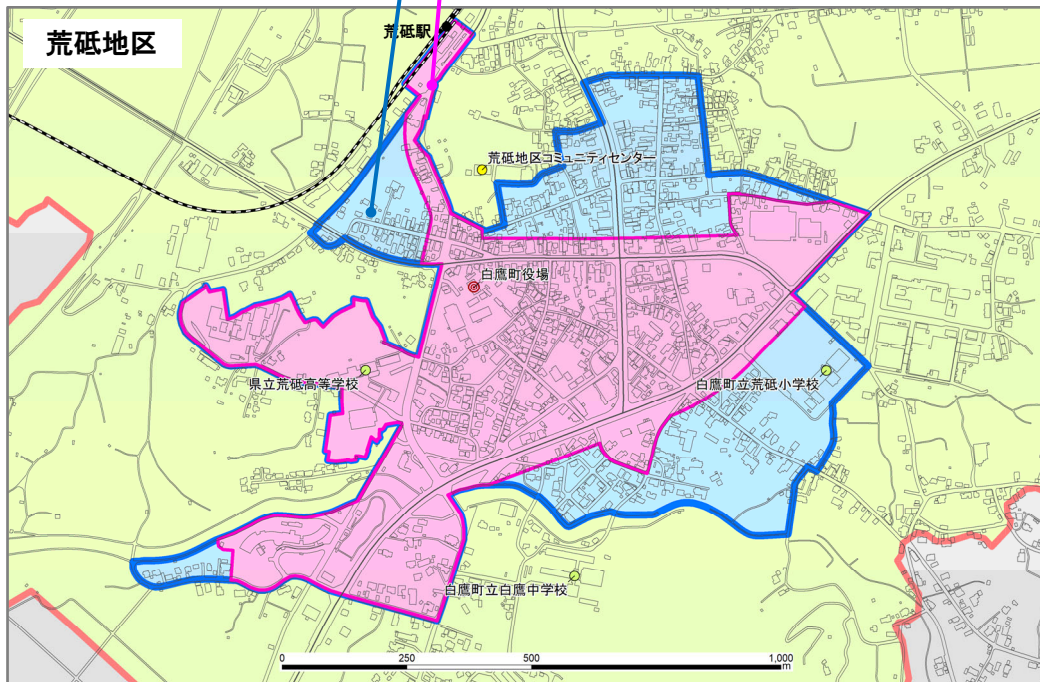 荒砥地区
荒砥駅
荒砥地区コミュニティセンター
白鷹町役場
県立荒砥高等学校
白鷹町立荒砥小学校
白鷹町立白鷹中学校
0 250 500 1,000
m